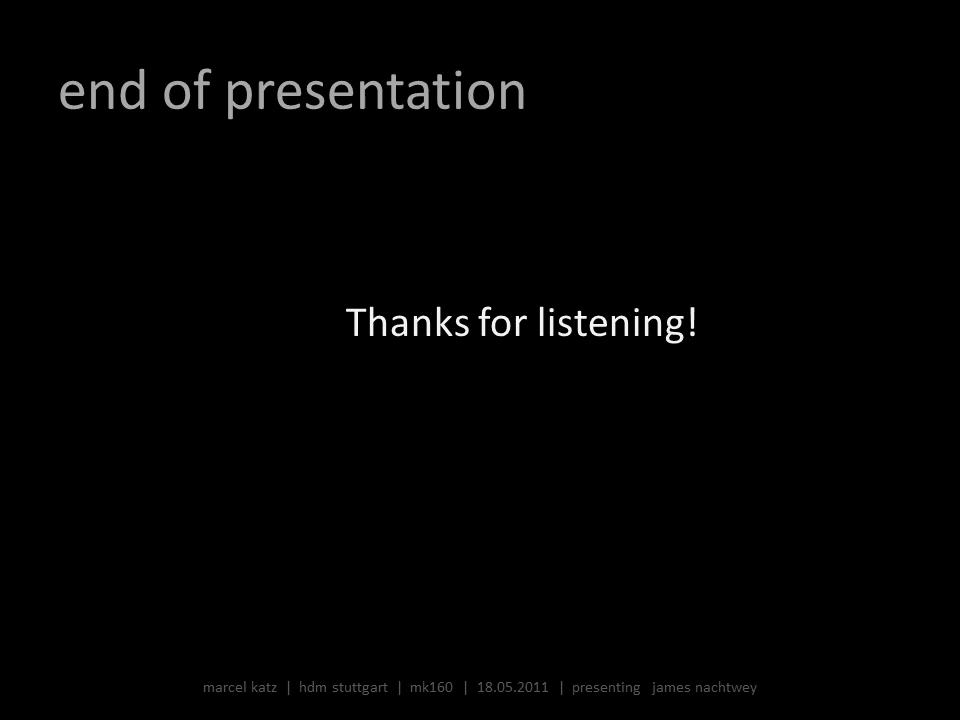 end of presentation
Thanks for listening!
marcel katz | hdm stuttgart | mk160 | 18.05.2011 | presenting james nachtwey